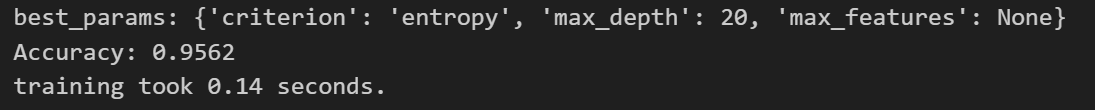 best_params: {'criterion': 'entropy', 'max_depth': 20, 'max_features': None}
Accuracy: 0.9562
training took 0.14 seconds.